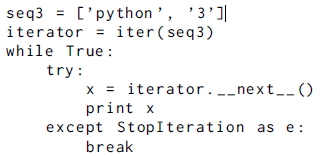 seq3 = [’python’, ’3’]
iterator = iter(seq3)
while True:
    try:
        x = iterator.__next__()
        print x
    except StopIteration as e:
        break